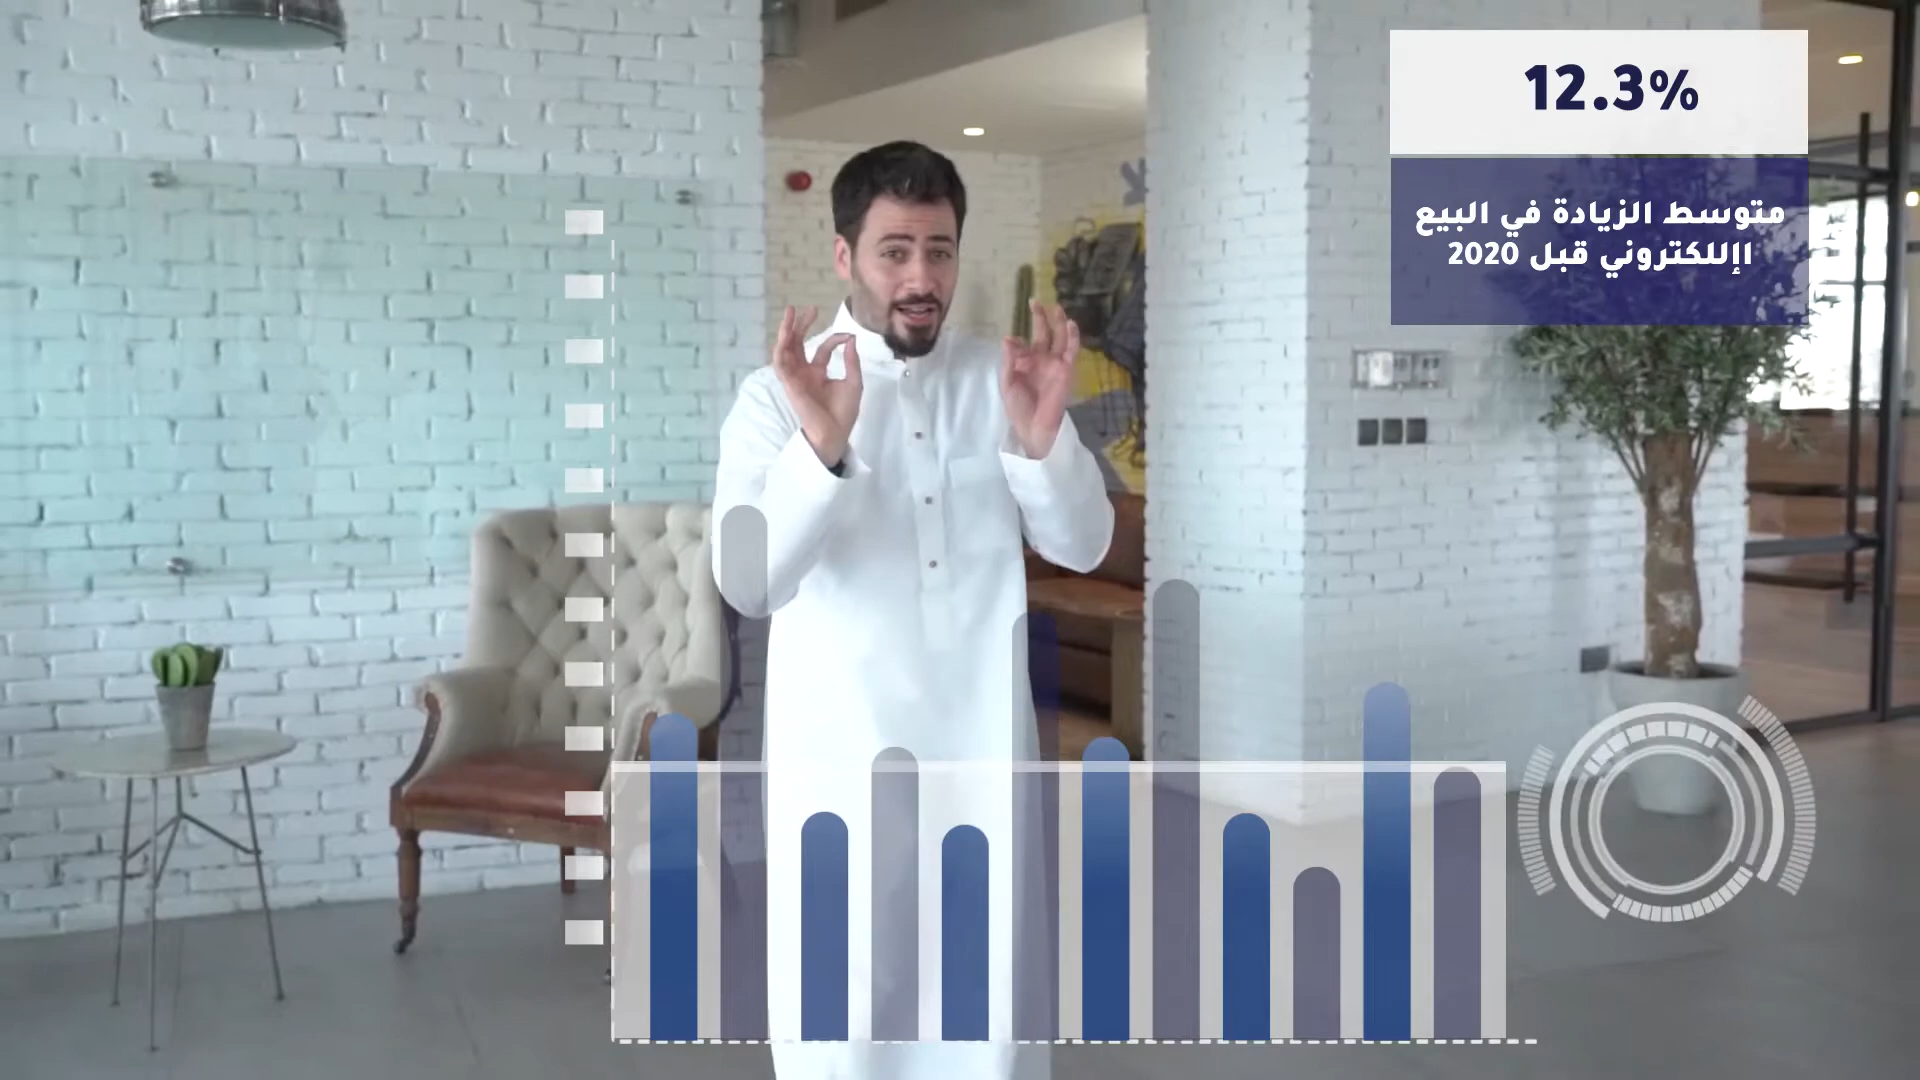 12.3%
متوسط الزيادة في البيع
اإللكتروني قبل 2020